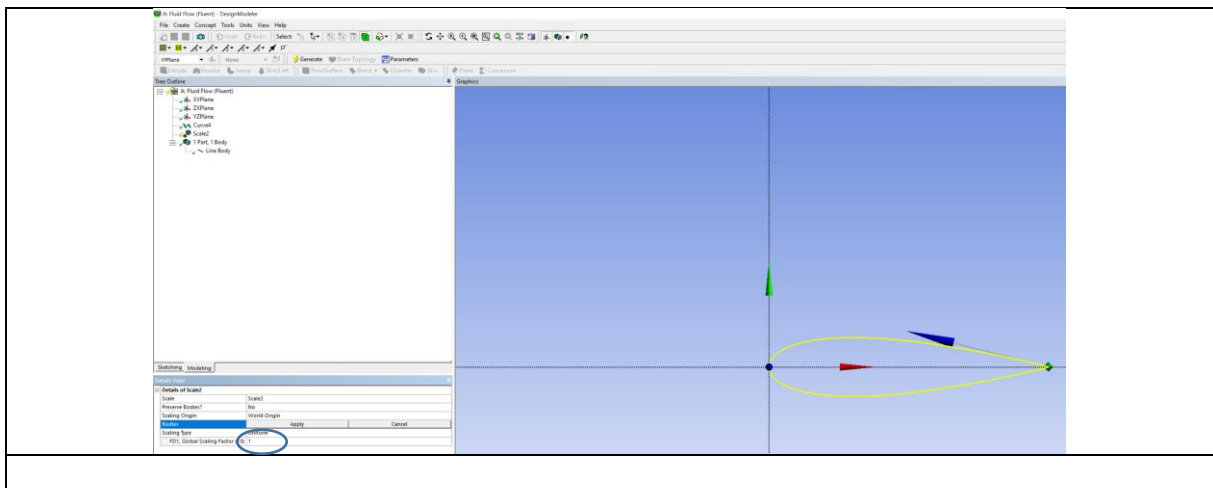 A: Fluid Flow (Fluent) - DesignModeler
File Create Concept Tools Units View Help
Undo Redo Select:
XYPlane None Generate Share Topology Parameters
Extrude Revolve Sweep Skin/Loft Thin/Surface Blend Chamfer Slice Point Conversion
Tree Outline
Graphics
A: Fluid Flow (Fluent)
XYPlane
ZXPlane
YZPlane
Curve1
Scale2
1 Part, 1 Body
Line Body
Sketching Modeling
Details View
Details of Scale2
Scale Scale2
Preserve Bodies? No
Scaling Origin World Origin
Bodies Apply Cancel
Scaling Type Uniform
FD1, Global Scaling Factor 1